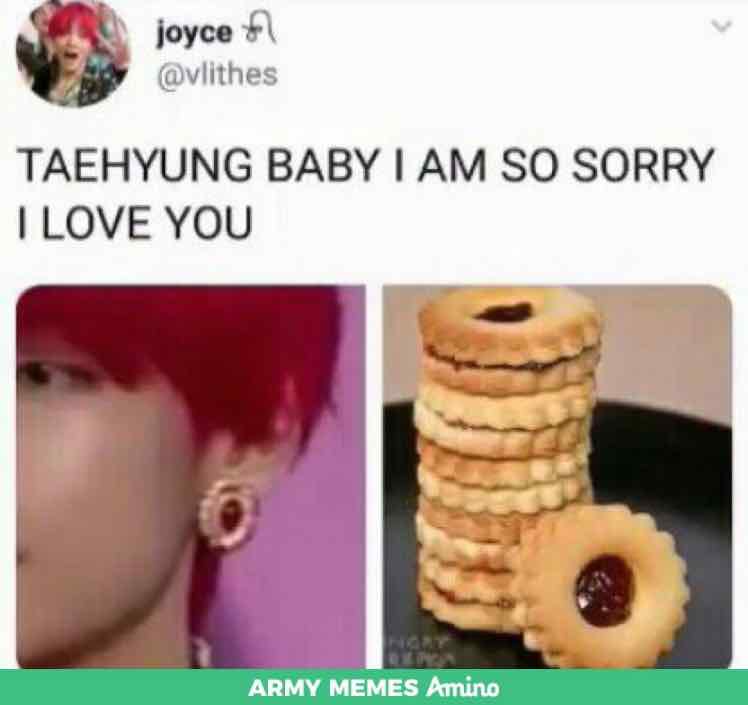 joyce
@vlithes
TAEHYUNG BABY I AM SO SORRY
I LOVE YOU
ARMY MEMES Amino